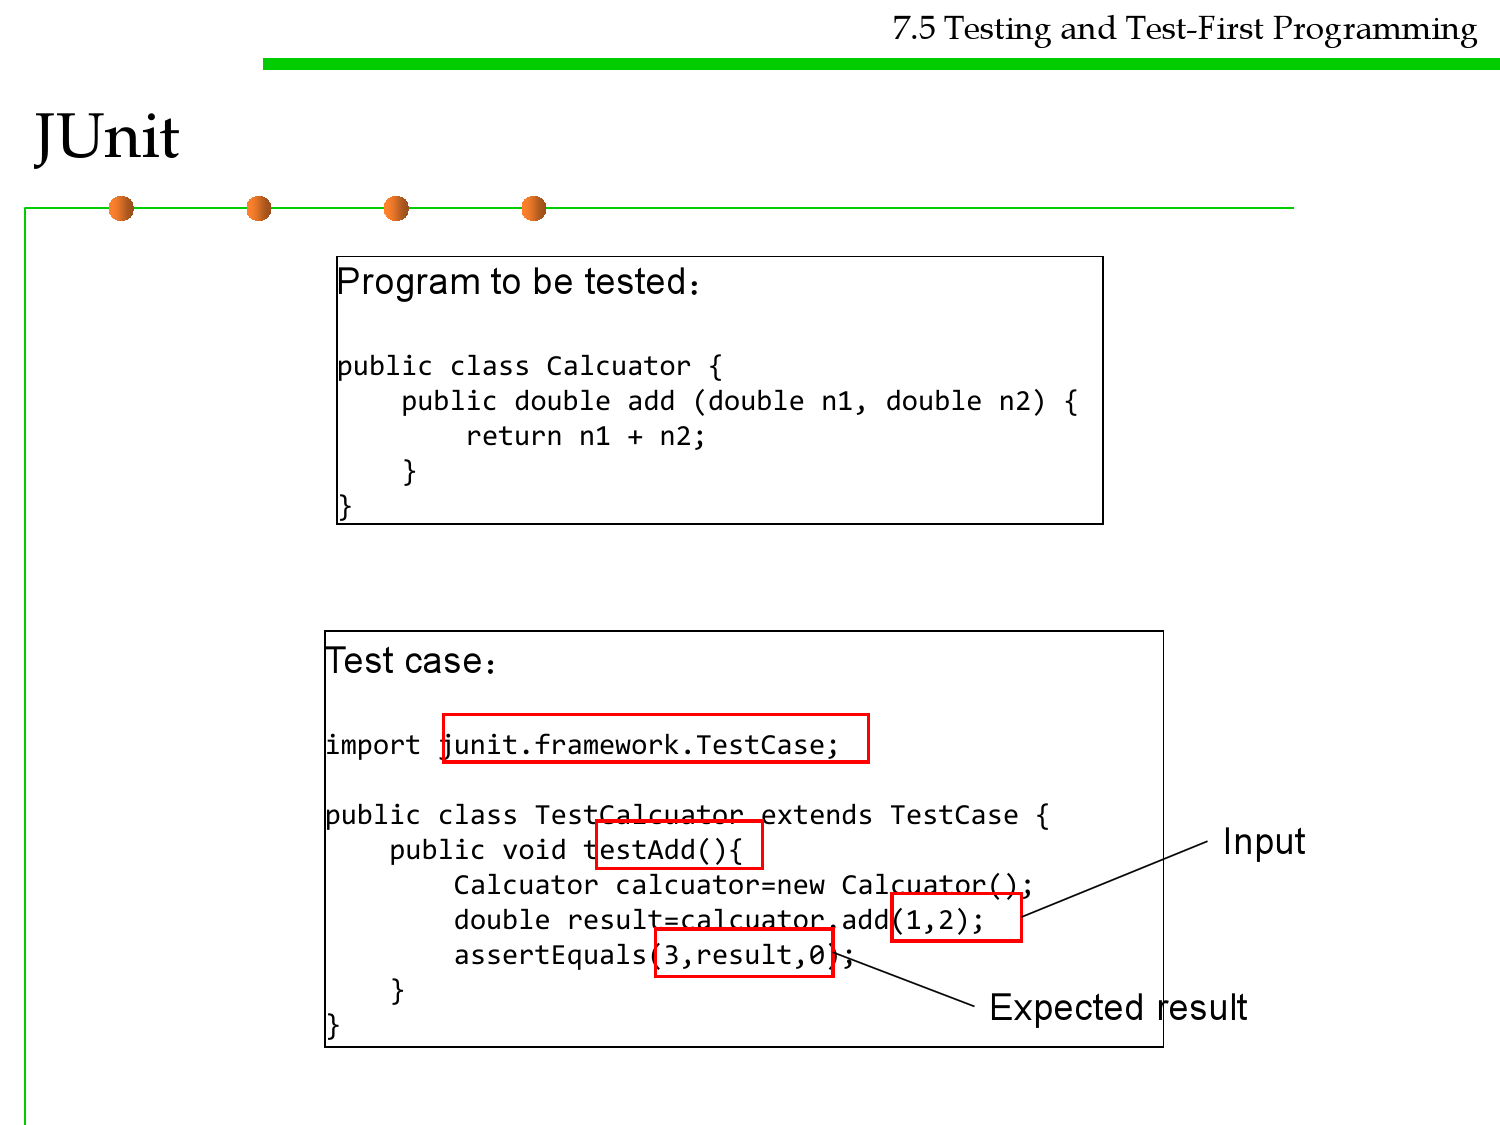 7.5 Testing and Test-First Programming
JUnit
Program to be tested：
public class Calcuator {
    public double add (double n1, double n2) {
        return n1 + n2;
    }
}
Test case：
import junit.framework.TestCase;
public class TestCalcuator extends TestCase {
    public void testAdd(){
        Calcuator calcuator=new Calcuator();
        double result=calcuator.add(1,2);
        assertEquals(3,result,0);
    }
}
Input
Expected result